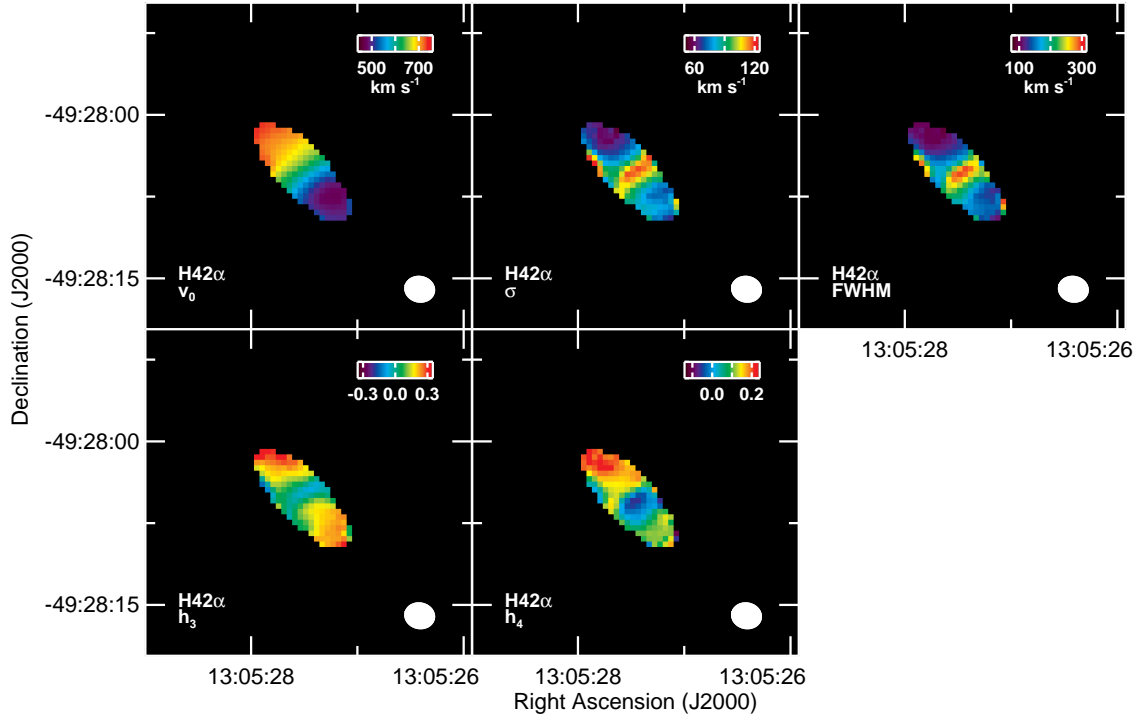 500 700
km s⁻¹
60 120
km s⁻¹
100 300
km s⁻¹
-49:28:00
-49:28:15
H42α
v₀
H42α
σ
H42α
FWHM
13:05:28 13:05:26
Declination (J2000)
-0.3 0.0 0.3
0.0 0.2
-49:28:00
-49:28:15
H42α
h₃
H42α
h₄
13:05:28 13:05:26
13:05:28 13:05:26
Right Ascension (J2000)